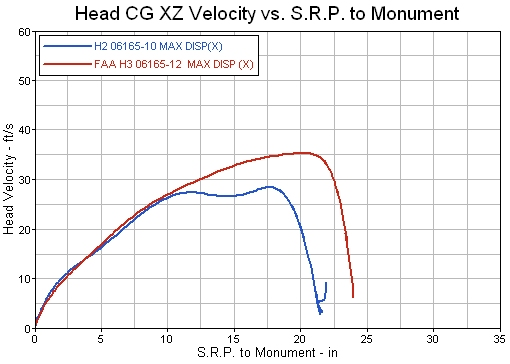 Head CG XZ Velocity vs. S.R.P. to Monument
H2 06165-10 MAX DISP(X)
FAA H3 06165-12 MAX DISP (X)
60
50
40
30
20
10
0
Head Velocity - ft/s
0 5 10 15 20 25 30 35
S.R.P. to Monument - in